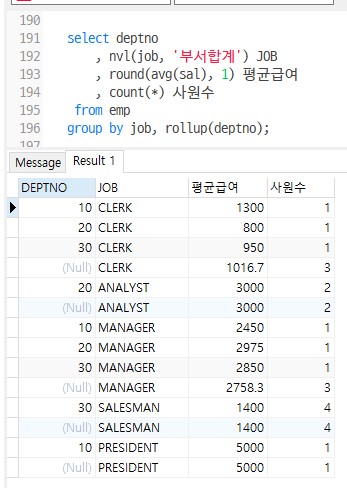 190
191 select deptno
192 , nvl(job, '부서합계') JOB
193 , round(avg(sal), 1) 평균급여
194 , count(*) 사원수
195 from emp
196 group by job, rollup(deptno);
Message Result 1
DEPTNO JOB 평균급여 사원수
10 CLERK 1300 1
20 CLERK 800 1
30 CLERK 950 1
(Null) CLERK 1016.7 3
20 ANALYST 3000 2
(Null) ANALYST 3000 2
10 MANAGER 2450 1
20 MANAGER 2975 1
30 MANAGER 2850 1
(Null) MANAGER 2758.3 3
30 SALESMAN 1400 4
(Null) SALESMAN 1400 4
10 PRESIDENT 5000 1
(Null) PRESIDENT 5000 1